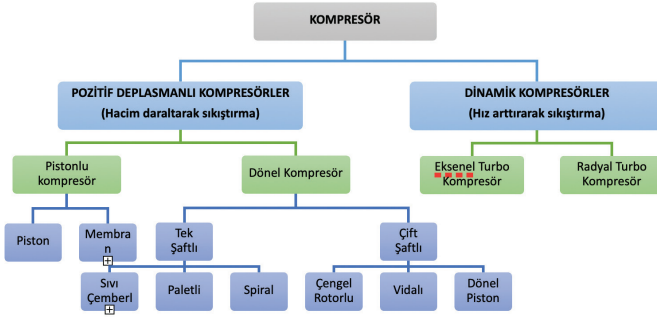 KOMPRESÖR
POZİTİF DEPLASMANLI KOMPRESÖRLER
(Hacim daraltarak sıkıştırma)
DİNAMİK KOMPRESÖRLER
(Hız arttırarak sıkıştırma)
Pistonlu
kompresör
Dönel Kompresör
Eksenel Turbo
Kompresör
Radyal Turbo
Kompresör
Piston
Membra
n
Tek
Şaftlı
Çift
Şaftlı
Sıvı
Çemberl
Paletli
Spiral
Çengel
Rotorlu
Vidalı
Dönel
Piston